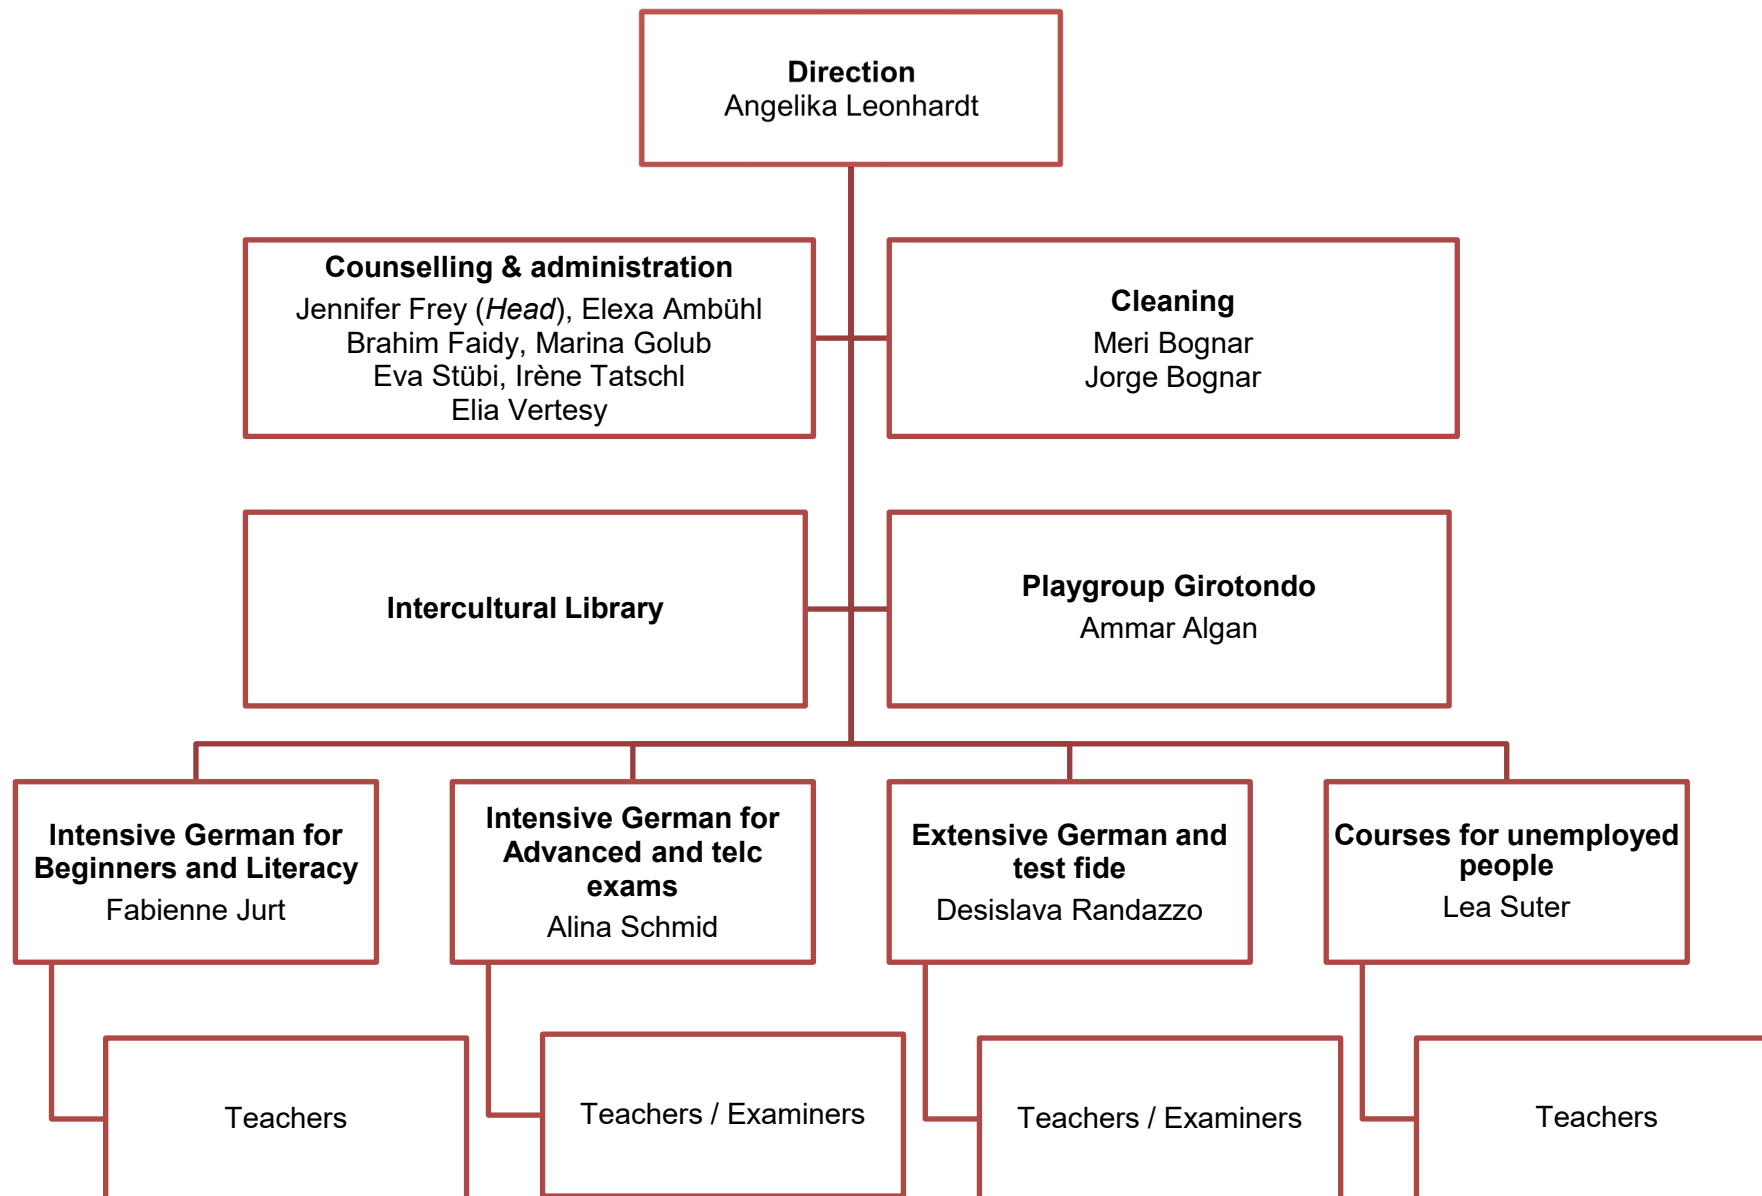 Direction
Angelika Leonhardt
Counselling & administration
Jennifer Frey (Head), Elexa Ambühl
Brahim Faidy, Marina Golub
Eva Stübi, Irène Tatschl
Elia Vertesy
Cleaning
Meri Bognar
Jorge Bognar
Intercultural Library
Playgroup Girotondo
Ammar Algan
Intensive German for
Beginners and Literacy
Fabienne Jurt
Intensive German for
Advanced and telc
exams
Alina Schmid
Extensive German and
test fide
Desislava Randazzo
Courses for unemployed
people
Lea Suter
Teachers
Teachers / Examiners
Teachers / Examiners
Teachers